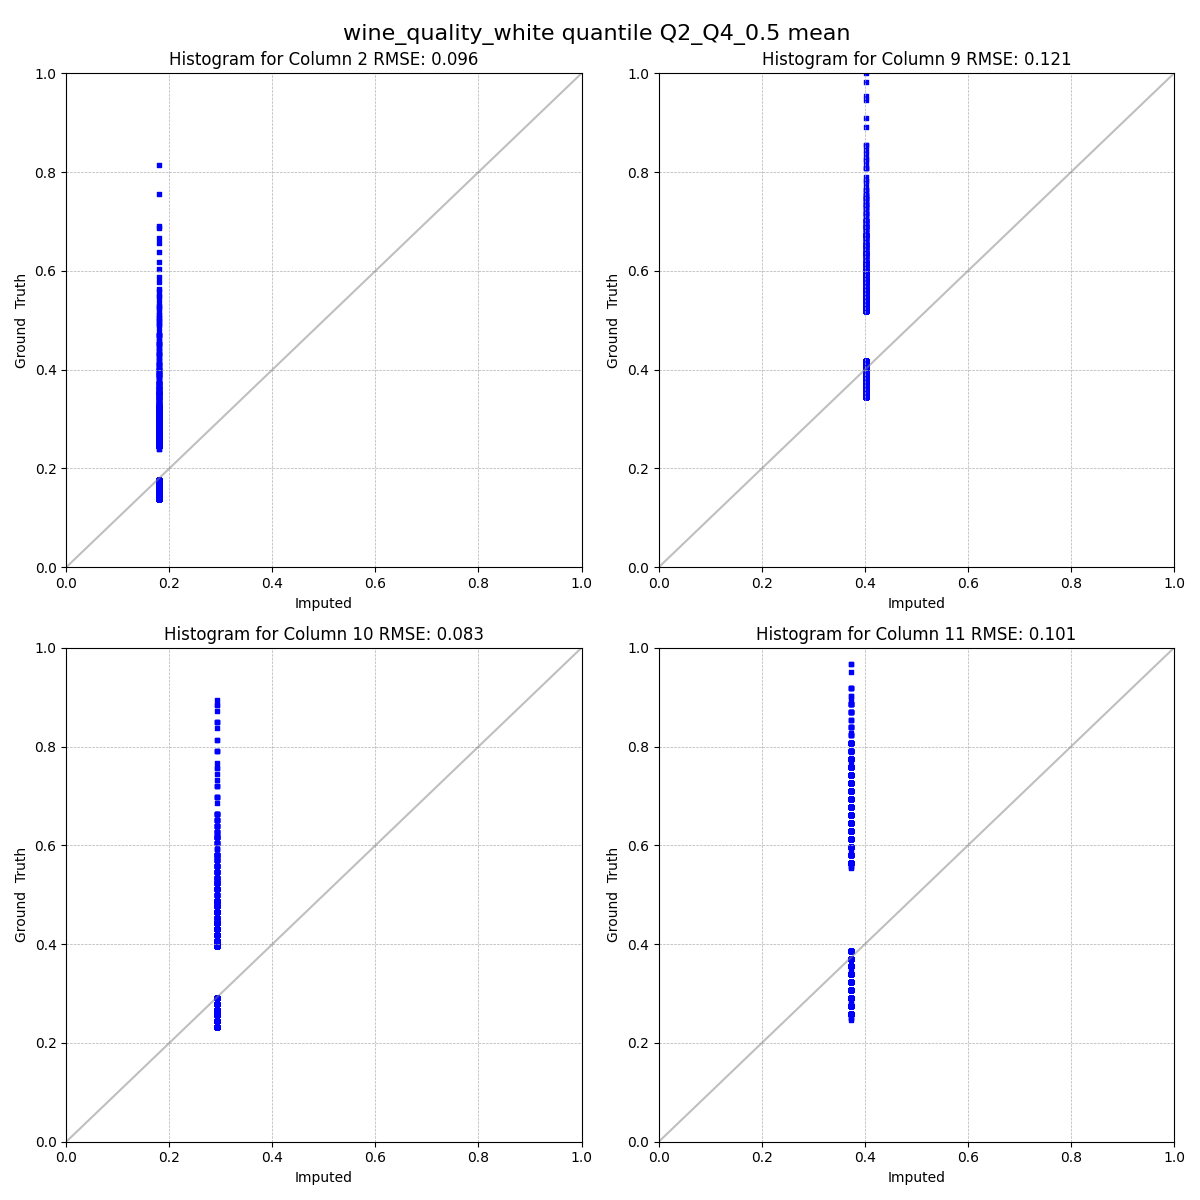 wine_quality_white quantile Q2_Q4_0.5 mean
Histogram for Column 2 RMSE: 0.096
1.0
0.8
0.6
0.4
0.2
0.0
Ground Truth
0.0 0.2 0.4 0.6 0.8 1.0
Imputed
Histogram for Column 9 RMSE: 0.121
1.0
0.8
0.6
0.4
0.2
0.0
Ground Truth
0.0 0.2 0.4 0.6 0.8 1.0
Imputed
Histogram for Column 10 RMSE: 0.083
1.0
0.8
0.6
0.4
0.2
0.0
Ground Truth
0.0 0.2 0.4 0.6 0.8 1.0
Imputed
Histogram for Column 11 RMSE: 0.101
1.0
0.8
0.6
0.4
0.2
0.0
Ground Truth
0.0 0.2 0.4 0.6 0.8 1.0
Imputed